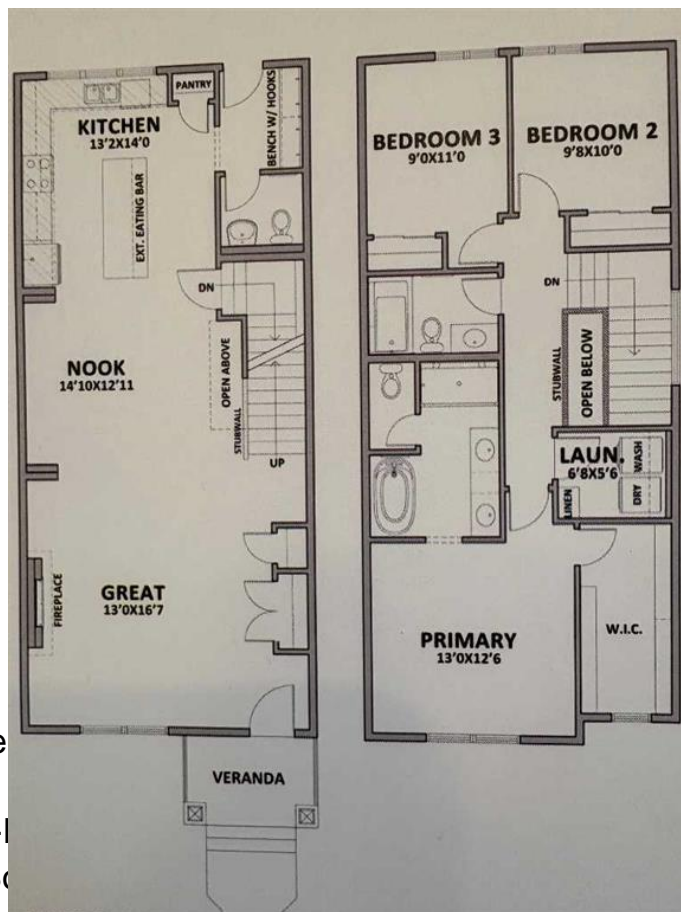 PANTRY
KITCHEN
13'2X14'0
BENCH W/ HOOKS
EXT. EATING BAR
DN
NOOK
14'10X12'11
OPEN ABOVE
STUBWALL
UP
GREAT
13'0X16'7
FIREPLACE
VERANDA
BEDROOM 3
9'0X11'0
BEDROOM 2
9'8X10'0
DN
STUBWALL
OPEN BELOW
LAUN.
6'8X5'6
WASH
DRY
LINEN
PRIMARY
13'0X12'6
W.I.C.